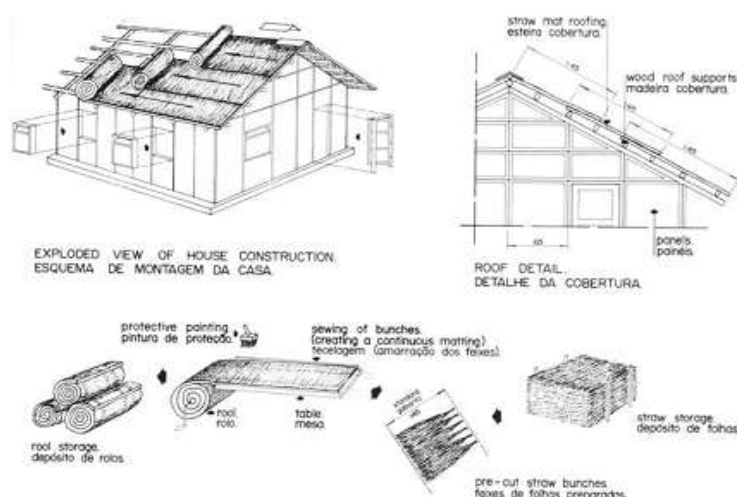 straw mat roofing.
esteira cobertura.
wood roof supports
madeira cobertura.
EXPLODED VIEW OF HOUSE CONSTRUCTION.
ESQUEMA DE MONTAGEM DA CASA.
panels
painéis.
ROOF DETAIL.
DETALHE DA COBERTURA.
protective painting
pintura de proteção.
sewing of bunches.
(creating a continuous matting)
tecelagem (amarração dos feixes).
rool.
rolo.
table.
mesa.
rool storage.
depósito de rolos.
straw storage.
depósito de folhas.
pre-cut straw bunches.
feixes de folhas preparadas.